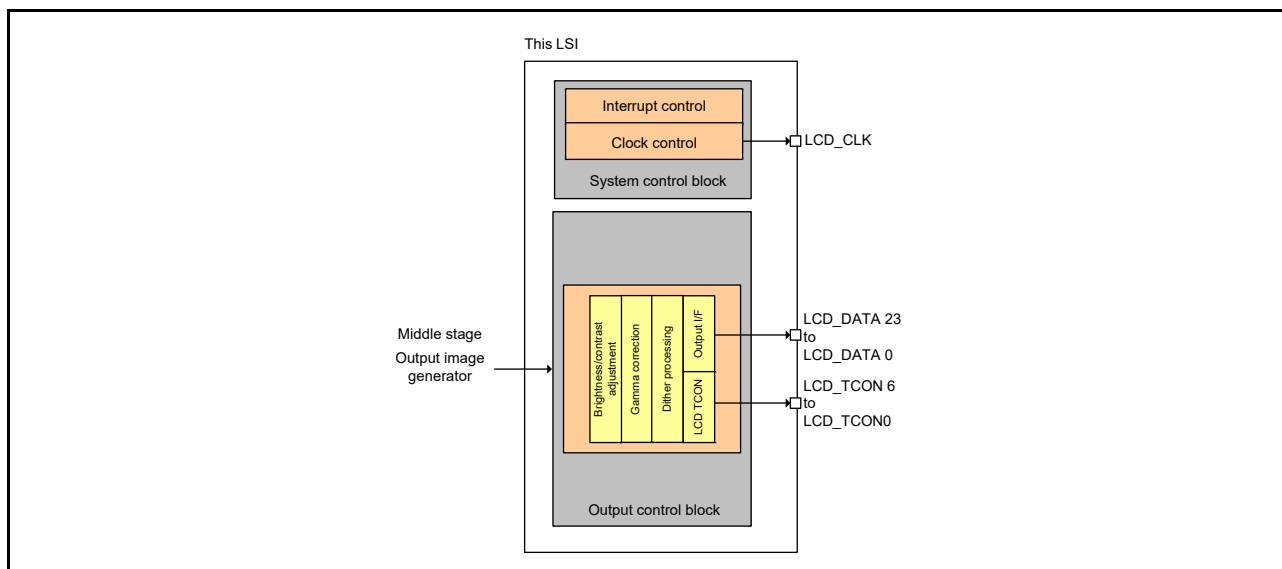 This LSI
Interrupt control
Clock control
System control block
LCD_CLK
Middle stage
Output image
generator
Brightness/contrast
adjustment
Gamma correction
Dither processing
Output I/F
LCD TCON
Output control block
LCD_DATA 23
to
LCD_DATA 0
LCD_TCON 6
to
LCD_TCON0